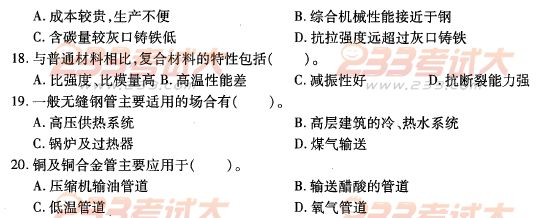 A. 成本较贵,生产不便 B. 综合机械性能接近于钢
C. 含碳量较灰口铸铁低 D. 抗拉强度远超过灰口铸铁
18. 与普通材料相比,复合材料的特性包括( )。
A. 比强度、比模量高 B. 高温性能差 C. 减振性好 D. 抗断裂能力强
19. 一般无缝钢管主要适用的场合有( )。
A. 高压供热系统 B. 高层建筑的冷、热水系统
C. 锅炉及过热器 D. 煤气输送
20. 铜及铜合金管主要应用于( )。
A. 压缩机输油管道 B. 输送醋酸的管道
C. 低温管道 D. 氧气管道
233考试大